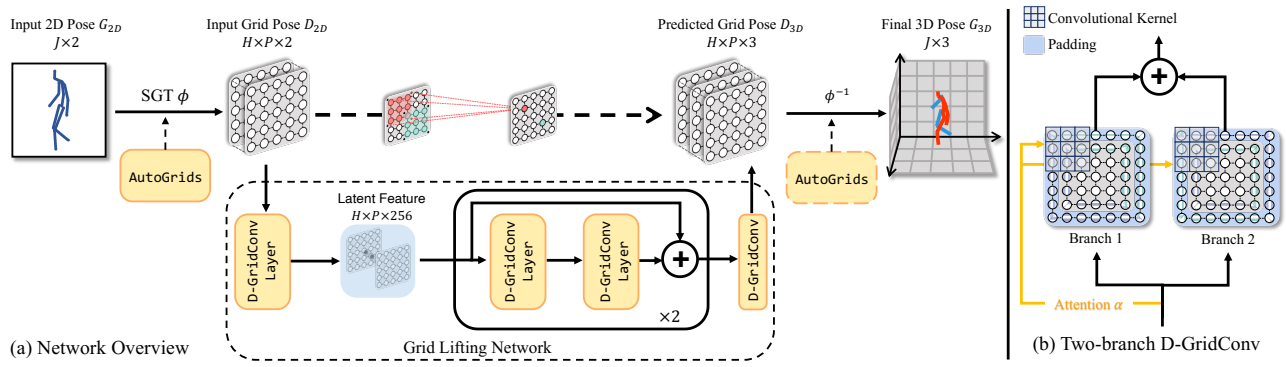 Input 2D Pose G2D
J×2
Input Grid Pose D2D
H×P×2
Predicted Grid Pose D3D
H×P×3
Final 3D Pose G3D
J×3
SGT ϕ
ϕ⁻¹
AutoGrids
AutoGrids
Latent Feature
H×P×256
D-GridConv
Layer
D-GridConv
Layer
D-GridConv
Layer
D-GridConv
×2
Grid Lifting Network
(a) Network Overview
Convolutional Kernel
Padding
Branch 1
Branch 2
Attention α
(b) Two-branch D-GridConv